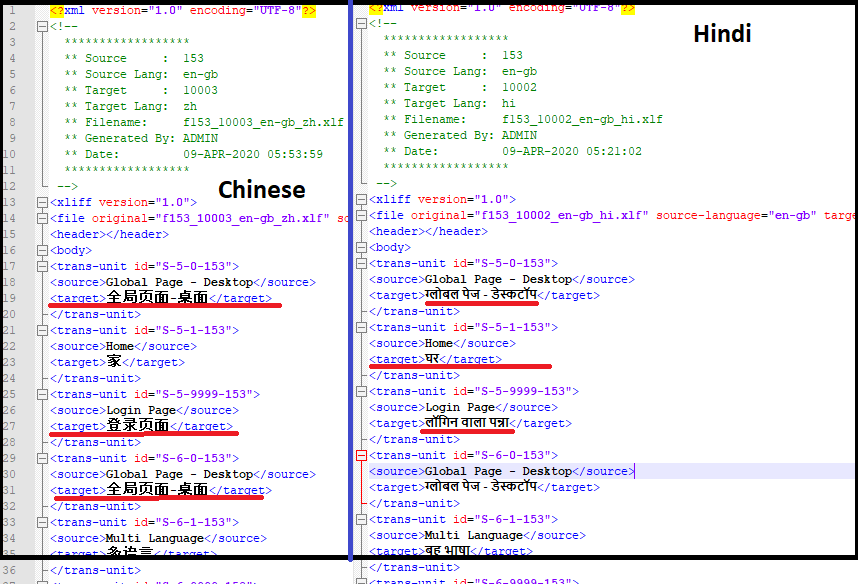 1 <?xml version="1.0" encoding="UTF-8"?>
2 <!--
3 ******************
4 ** Source     :  153
5 ** Source Lang:  en-gb
6 ** Target     :  10003
7 ** Target Lang:  zh
8 ** Filename:     f153_10003_en-gb_zh.xlf
9 ** Generated By: ADMIN
10 ** Date:         09-APR-2020 05:53:59
11 ******************
12 -->
Chinese
13 <xliff version="1.0">
14 <file original="f153_10003_en-gb_zh.xlf" so
15 <header></header>
16 <body>
17 <trans-unit id="S-5-0-153">
18 <source>Global Page - Desktop</source>
19 <target>全局页面-桌面</target>
20 </trans-unit>
21 <trans-unit id="S-5-1-153">
22 <source>Home</source>
23 <target>家</target>
24 </trans-unit>
25 <trans-unit id="S-5-9999-153">
26 <source>Login Page</source>
27 <target>登录页面</target>
28 </trans-unit>
29 <trans-unit id="S-6-0-153">
30 <source>Global Page - Desktop</source>
31 <target>全局页面-桌面</target>
32 </trans-unit>
33 <trans-unit id="S-6-1-153">
34 <source>Multi Language</source>
35 <target>多语言</target>
36 </trans-unit>
<?xml version="1.0" encoding="UTF-8"?>
<!--
Hindi
******************
** Source     :  153
** Source Lang:  en-gb
** Target     :  10002
** Target Lang:  hi
** Filename:     f153_10002_en-gb_hi.xlf
** Generated By: ADMIN
** Date:         09-APR-2020 05:21:02
******************
-->
<xliff version="1.0">
<file original="f153_10002_en-gb_hi.xlf" source-language="en-gb" targe
<header></header>
<body>
<trans-unit id="S-5-0-153">
<source>Global Page - Desktop</source>
<target>ग्लोबल पेज - डेस्कटॉप</target>
</trans-unit>
<trans-unit id="S-5-1-153">
<source>Home</source>
<target>घर</target>
</trans-unit>
<trans-unit id="S-5-9999-153">
<source>Login Page</source>
<target>लॉगिन वाला पन्ना</target>
</trans-unit>
<trans-unit id="S-6-0-153">
<source>Global Page - Desktop</source>
<target>ग्लोबल पेज - डेस्कटॉप</target>
</trans-unit>
<trans-unit id="S-6-1-153">
<source>Multi Language</source>
<target>बहु भाषा</target>
</trans-unit>